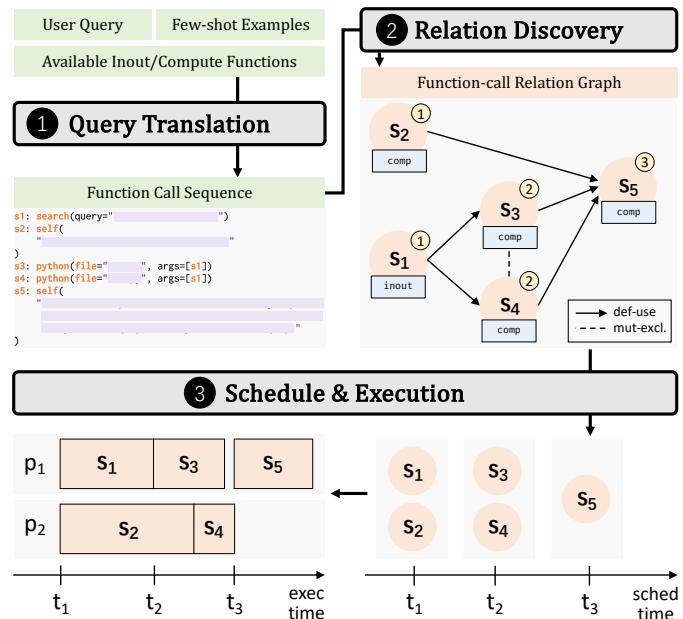 User Query
Few-shot Examples
Available Inout/Compute Functions
1 Query Translation
Function Call Sequence
s1: search(query=" ")
s2: self(
" "
)
s3: python(file=" ", args=[s1])
s4: python(file=" ", args=[s1])
s5: self(
"
"
)
2 Relation Discovery
Function-call Relation Graph
1
S2
comp
3
S5
comp
2
S3
comp
1
S1
inout
2
S4
comp
def-use
mut-excl.
3 Schedule & Execution
p1
S1
S3
S5
p2
S2
S4
t1
t2
t3
exec
time
S1
S3
S5
S2
S4
t1
t2
t3
sched
time